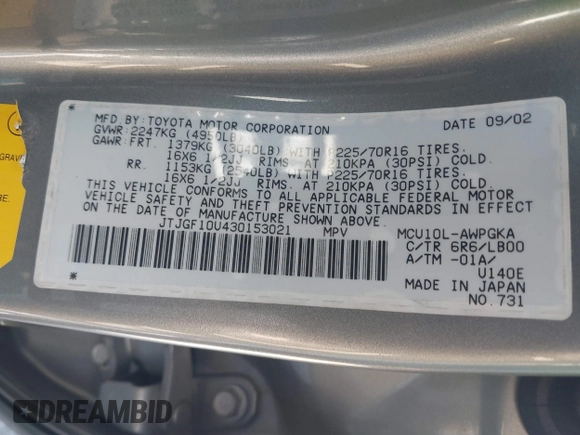 MFD.BY:TOYOTA MOTOR CORPORATION DATE 09/02
GVWR:2247KG (4950LB)
GAWR:FRT. 1379KG (3040LB) WITH P225/70R16 TIRES.
16X6 1/2JJ RIMS. AT 210KPA (30PSI) COLD.
RR. 1153KG (2540LB) WITH P225/70R16 TIRES.
16X6 1/2JJ RIMS. AT 210KPA (30PSI) COLD.
THIS VEHICLE CONFORMS TO ALL APPLICABLE FEDERAL MOTOR
VEHICLE SAFETY AND THEFT PREVENTION STANDARDS IN EFFECT
ON THE DATE OF MANUFACTURE SHOWN ABOVE.
JTJGF10U430153021 MPV MCU10L-AWPGKA
C/TR 6R6/LB00
A/TM -01A/
U140E
MADE IN JAPAN
NO.731
GRAVE
DREAMBID